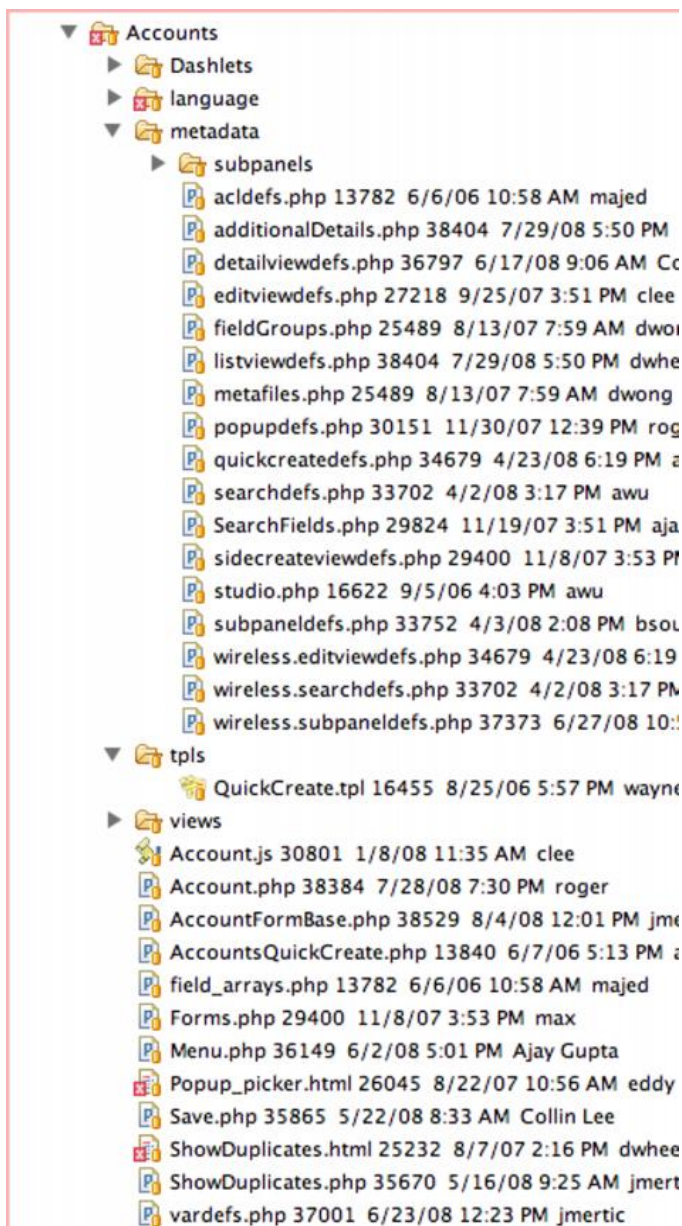 Accounts
Dashlets
language
metadata
subpanels
acldefs.php 13782 6/6/06 10:58 AM majed
additionalDetails.php 38404 7/29/08 5:50 PM
detailviewdefs.php 36797 6/17/08 9:06 AM Co
editviewdefs.php 27218 9/25/07 3:51 PM clee
fieldGroups.php 25489 8/13/07 7:59 AM dwon
listviewdefs.php 38404 7/29/08 5:50 PM dwhe
metafiles.php 25489 8/13/07 7:59 AM dwong
popupdefs.php 30151 11/30/07 12:39 PM rog
quickcreatedefs.php 34679 4/23/08 6:19 PM a
searchdefs.php 33702 4/2/08 3:17 PM awu
SearchFields.php 29824 11/19/07 3:51 PM aja
sidecreateviewdefs.php 29400 11/8/07 3:53 PM
studio.php 16622 9/5/06 4:03 PM awu
subpaneldefs.php 33752 4/3/08 2:08 PM bsou
wireless.editviewdefs.php 34679 4/23/08 6:19
wireless.searchdefs.php 33702 4/2/08 3:17 PM
wireless.subpaneldefs.php 37373 6/27/08 10:5
tpls
QuickCreate.tpl 16455 8/25/06 5:57 PM wayne
views
Account.js 30801 1/8/08 11:35 AM clee
Account.php 38384 7/28/08 7:30 PM roger
AccountFormBase.php 38529 8/4/08 12:01 PM jme
AccountsQuickCreate.php 13840 6/7/06 5:13 PM a
field_arrays.php 13782 6/6/06 10:58 AM majed
Forms.php 29400 11/8/07 3:53 PM max
Menu.php 36149 6/2/08 5:01 PM Ajay Gupta
Popup_picker.html 26045 8/22/07 10:56 AM eddy
Save.php 35865 5/22/08 8:33 AM Collin Lee
ShowDuplicates.html 25232 8/7/07 2:16 PM dwhee
ShowDuplicates.php 35670 5/16/08 9:25 AM jmert
vardefs.php 37001 6/23/08 12:23 PM jmertic